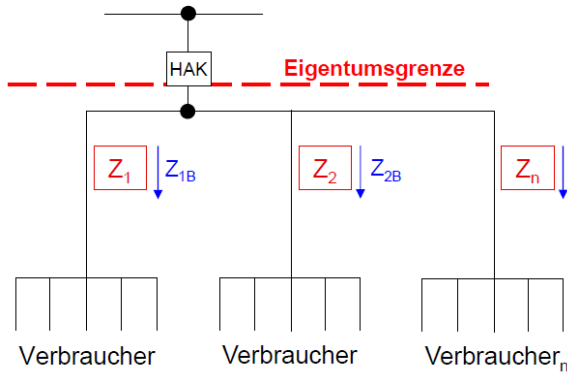 HAK
Eigentumsgrenze
Z₁ Z₁B Z₂ Z₂B Zₙ
Verbraucher Verbraucher Verbraucherₙ